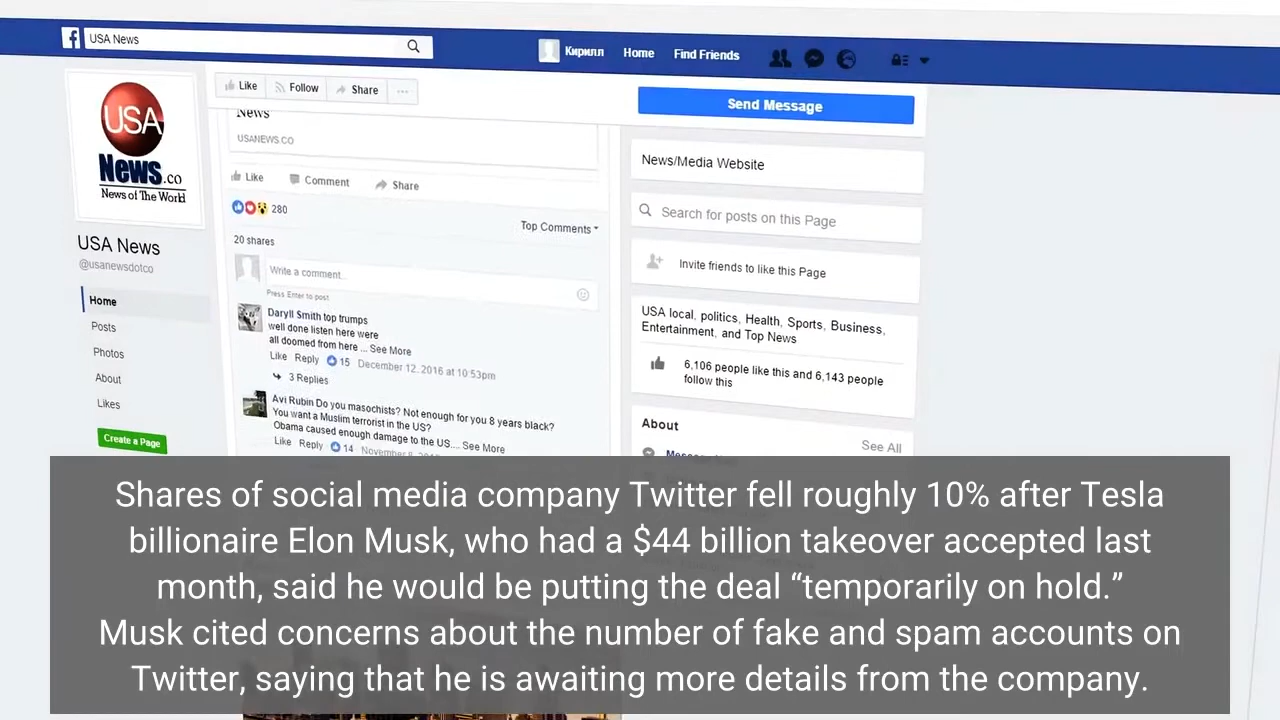 USA News
Кирилл
Home
Find Friends
USA
News.co
News of The World
USA News
@usanewsdotco
Home
Posts
Photos
About
Likes
Create a Page
Like
Follow
Share
News
USANEWS.CO
Like
Comment
Share
280
Top Comments
20 shares
Write a comment...
Press Enter to post
Daryll Smith top trumps
well done listen here were
all doomed from here ... See More
Like Reply 15 December 12, 2016 at 10:53pm
3 Replies
Avi Rubin Do you masochists? Not enough for you 8 years black?
You want a Muslim terrorist in the US?
Obama caused enough damage to the US.... See More
Like Reply 14 November
Send Message
News/Media Website
Search for posts on this Page
Invite friends to like this Page
USA local, politics, Health, Sports, Business,
Entertainment, and Top News
6,106 people like this and 6,143 people
follow this
About
See All
Shares of social media company Twitter fell roughly 10% after Tesla
billionaire Elon Musk, who had a $44 billion takeover accepted last
month, said he would be putting the deal “temporarily on hold.”
Musk cited concerns about the number of fake and spam accounts on
Twitter, saying that he is awaiting more details from the company.